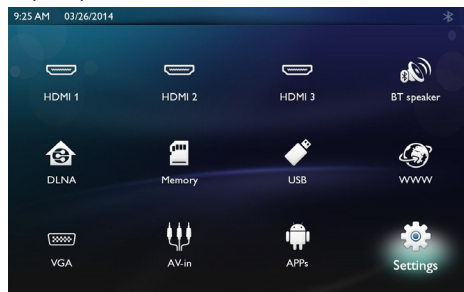 9:25 AM 03/26/2014
HDMI 1 HDMI 2 HDMI 3 BT speaker
DLNA Memory USB WWW
VGA AV-in APPs Settings